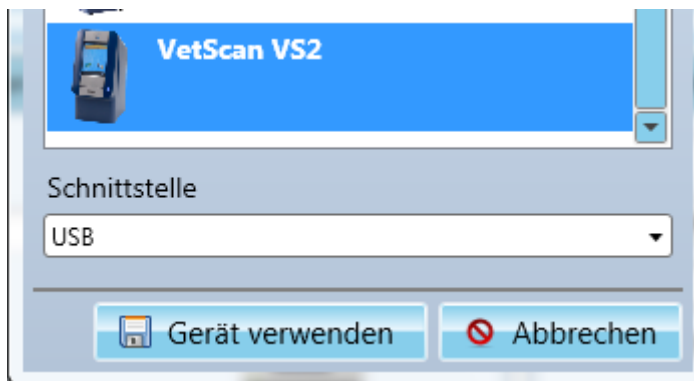 VetScan VS2
Schnittstelle
USB
Gerät verwenden
Abbrechen